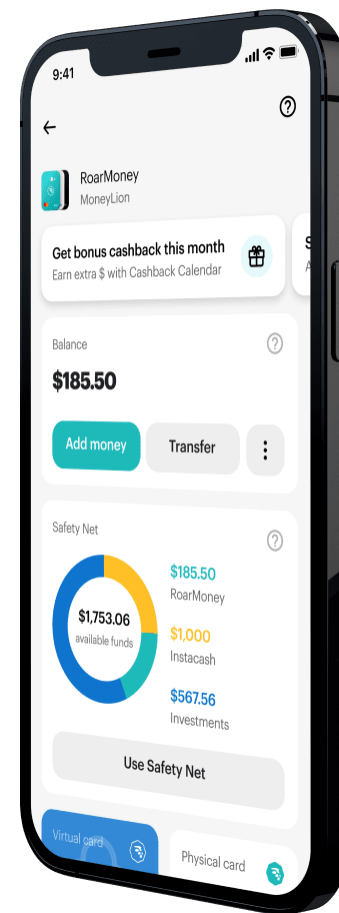 9:41
RoarMoney
MoneyLion
Get bonus cashback this month
Earn extra $ with Cashback Calendar
S
A
Balance
$185.50
Add money
Transfer
Safety Net
$1,753.06
available funds
$185.50
RoarMoney
$1,000
Instacash
$567.56
Investments
Use Safety Net
Virtual card
Physical card